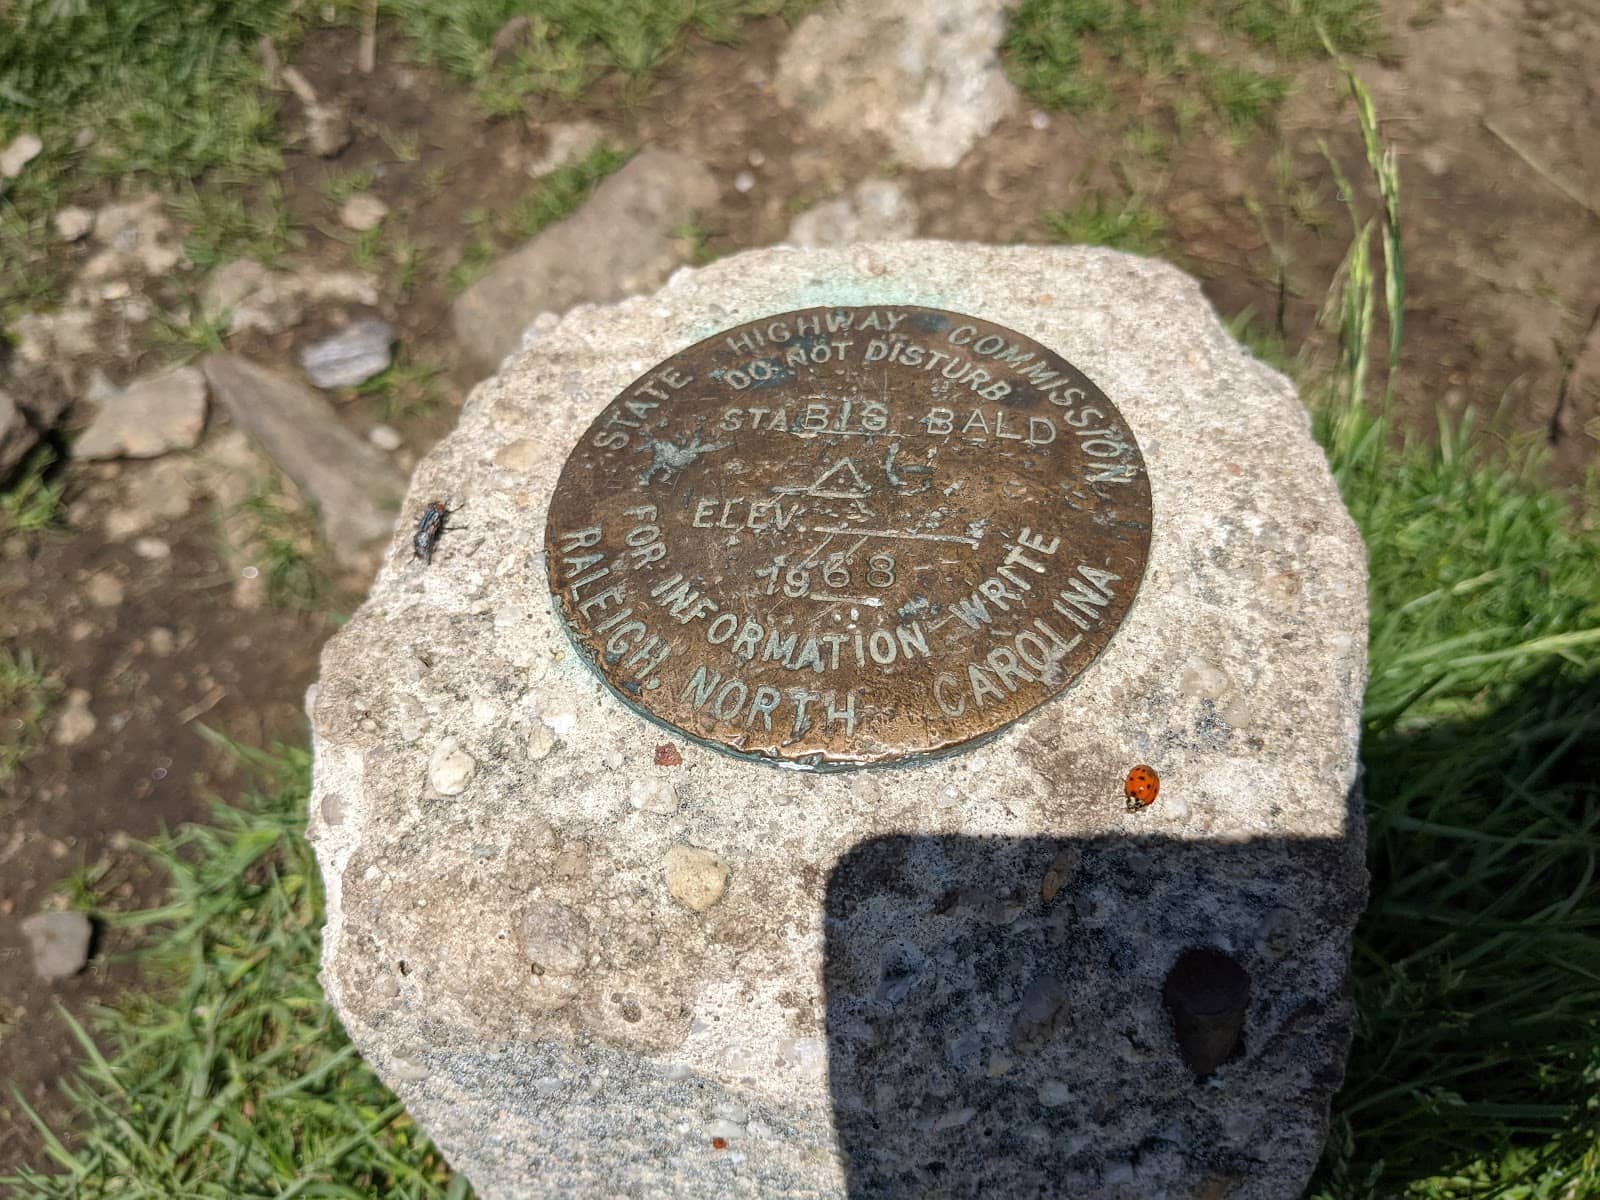 STATE HIGHWAY COMMISSION
DO NOT DISTURB
STA BIG BALD
ELEV.
1968
FOR INFORMATION WRITE
RALEIGH, NORTH CAROLINA